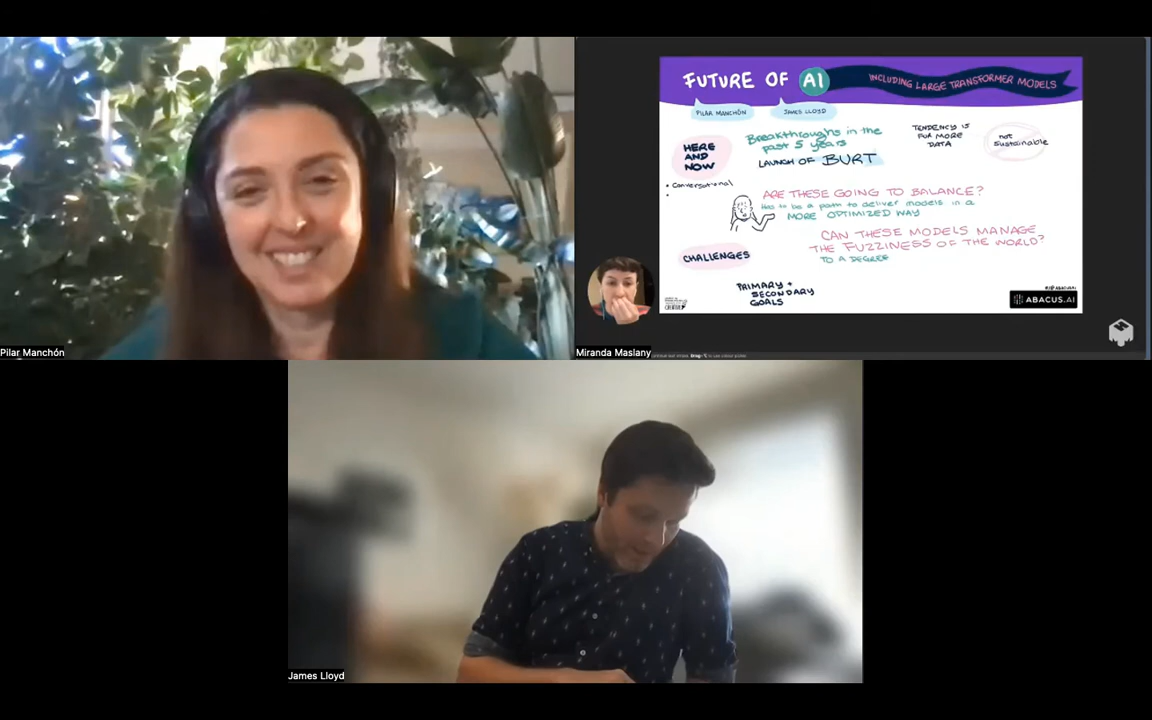 FUTURE OF AI
INCLUDING LARGE TRANSFORMER MODELS
PILAR MANCHÓN
JAMES LLOYD
HERE
AND
NOW
Breakthroughs in the
past 5 years
LAUNCH OF BURT
TENDENCY IS
FOR MORE
DATA
not
sustainable
• Conversational
•
ARE THESE GOING TO BALANCE?
Has to be a path to deliver models in a
MORE OPTIMIZED WAY
CAN THESE MODELS MANAGE
THE FUZZINESS OF THE WORLD?
TO A DEGREE
CHALLENGES
PRIMARY +
SECONDARY
GOALS
ABACUS.AI
Pilar Manchón
Miranda Maslany
James Lloyd